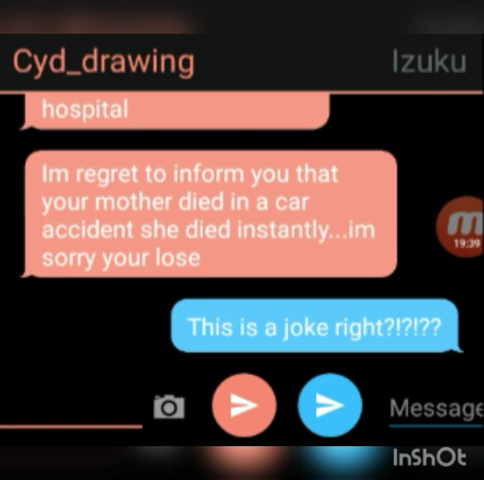 Cyd_drawing
Izuku
hospital
Im regret to inform you that
your mother died in a car
accident she died instantly...im
sorry your lose
19:39
This is a joke right?!?!??
Message
InShOt